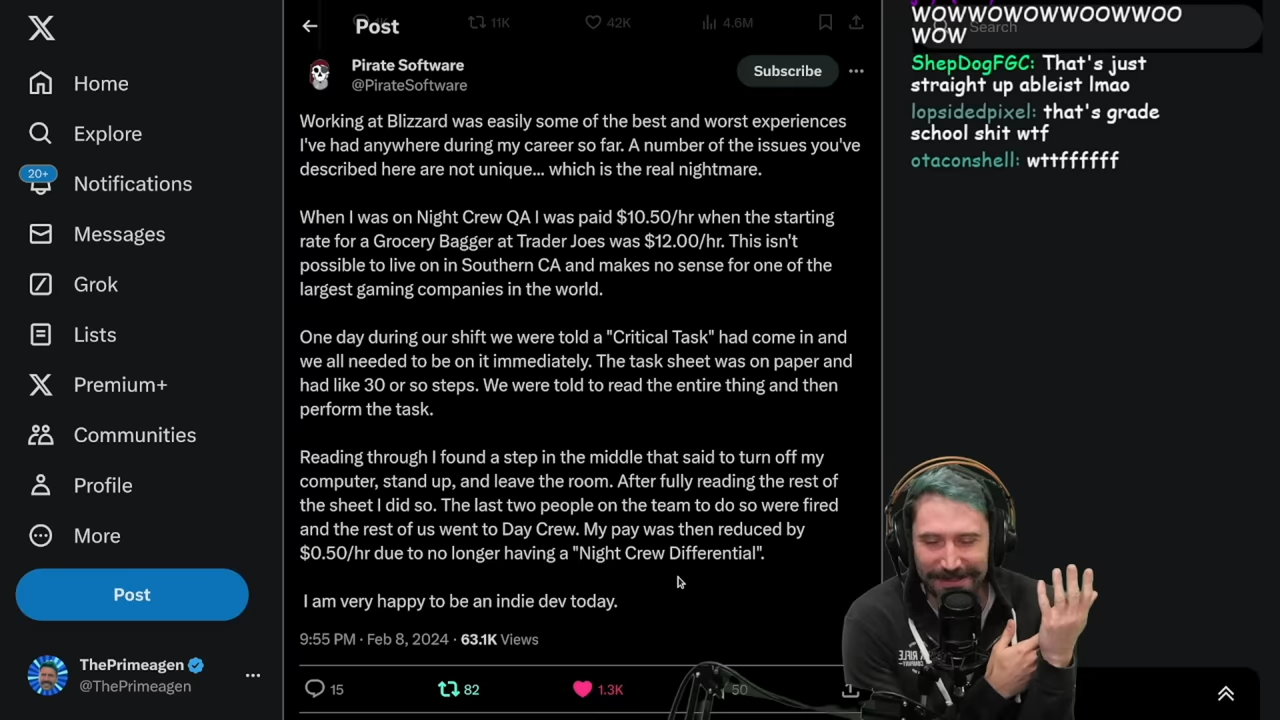 Post
11K
42K
4.6M
Search
Home
Explore
20+
Notifications
Messages
Grok
Lists
Premium+
Communities
Profile
More
Post
ThePrimeagen
@ThePrimeagen
Pirate Software
@PirateSoftware
Subscribe
Working at Blizzard was easily some of the best and worst experiences
I've had anywhere during my career so far. A number of the issues you've
described here are not unique... which is the real nightmare.
When I was on Night Crew QA I was paid $10.50/hr when the starting
rate for a Grocery Bagger at Trader Joes was $12.00/hr. This isn't
possible to live on in Southern CA and makes no sense for one of the
largest gaming companies in the world.
One day during our shift we were told a "Critical Task" had come in and
we all needed to be on it immediately. The task sheet was on paper and
had like 30 or so steps. We were told to read the entire thing and then
perform the task.
Reading through I found a step in the middle that said to turn off my
computer, stand up, and leave the room. After fully reading the rest of
the sheet I did so. The last two people on the team to do so were fired
and the rest of us went to Day Crew. My pay was then reduced by
$0.50/hr due to no longer having a "Night Crew Differential".
I am very happy to be an indie dev today.
9:55 PM · Feb 8, 2024 · 63.1K Views
15
82
1.3K
50
WOWWOWOWWOOWWOO
WOW
ShepDogFGC: That's just
straight up ableist lmao
lopsidedpixel: that's grade
school shit wtf
otaconshell: wttffffff